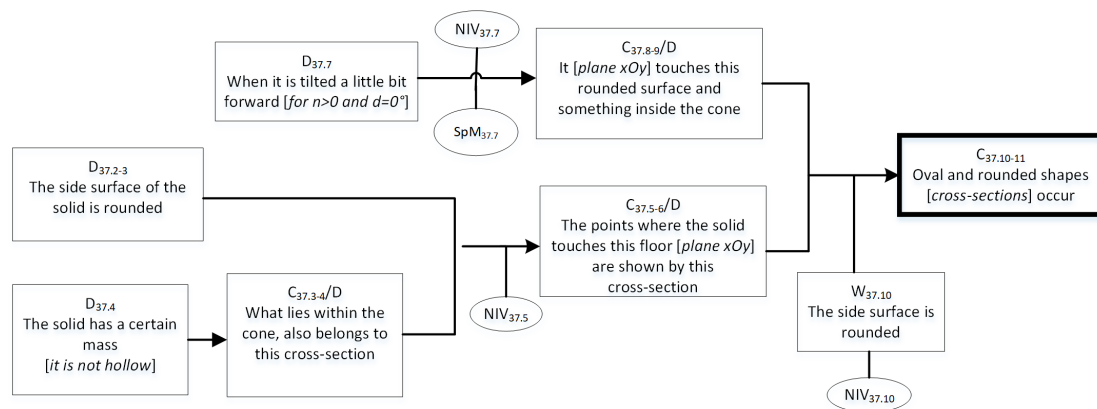 NIV37.7
D37.7
When it is tilted a little bit
forward [for n>0 and d=0°]
SpM37.7
C37.8-9/D
It [plane xOy] touches this
rounded surface and
something inside the cone
D37.2-3
The side surface of the
solid is rounded
D37.4
The solid has a certain
mass
[it is not hollow]
C37.3-4/D
What lies within the
cone, also belongs to
this cross-section
NIV37.5
C37.5-6/D
The points where the solid
touches this floor [plane xOy]
are shown by this
cross-section
C37.10-11
Oval and rounded shapes
[cross-sections] occur
W37.10
The side surface is
rounded
NIV37.10